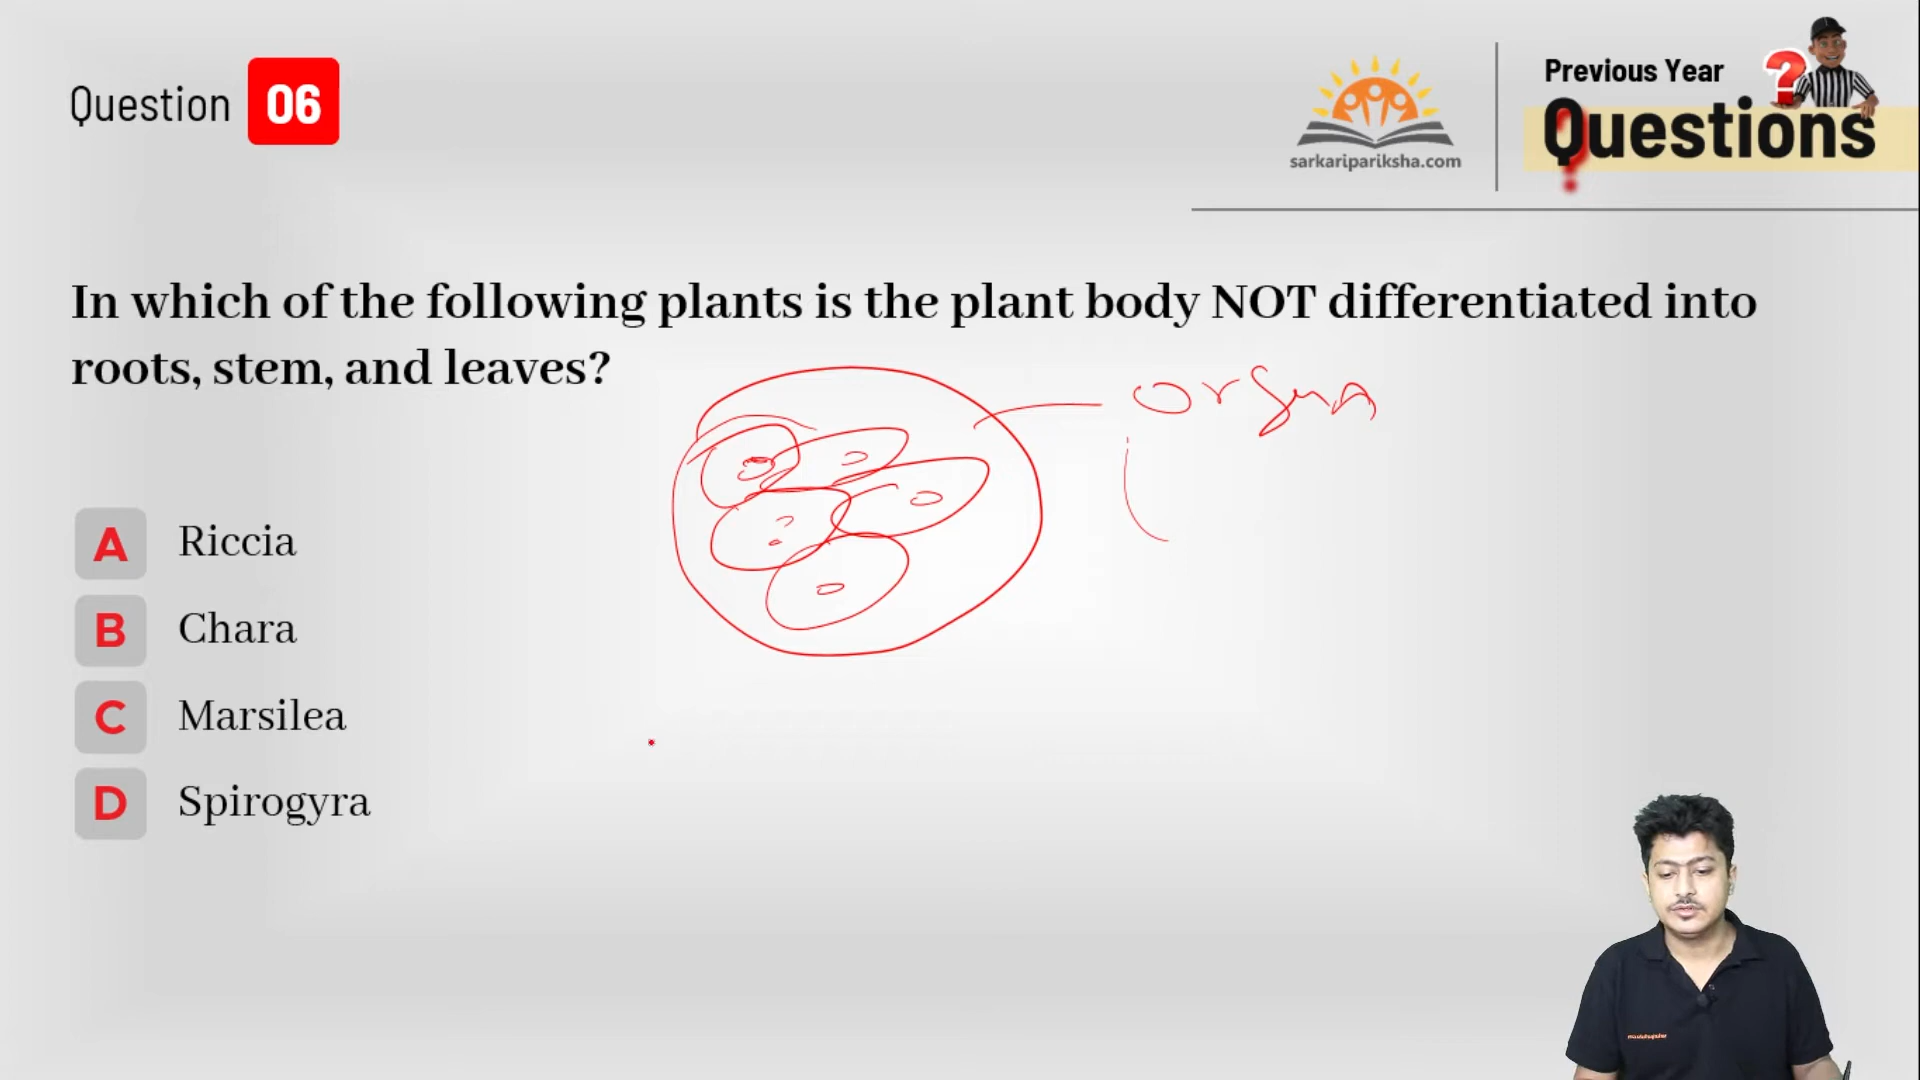 Question 06
sarkaripariksha.com
Previous Year
Questions
In which of the following plants is the plant body NOT differentiated into
roots, stem, and leaves?
A Riccia
B Chara
C Marsilea
D Spirogyra